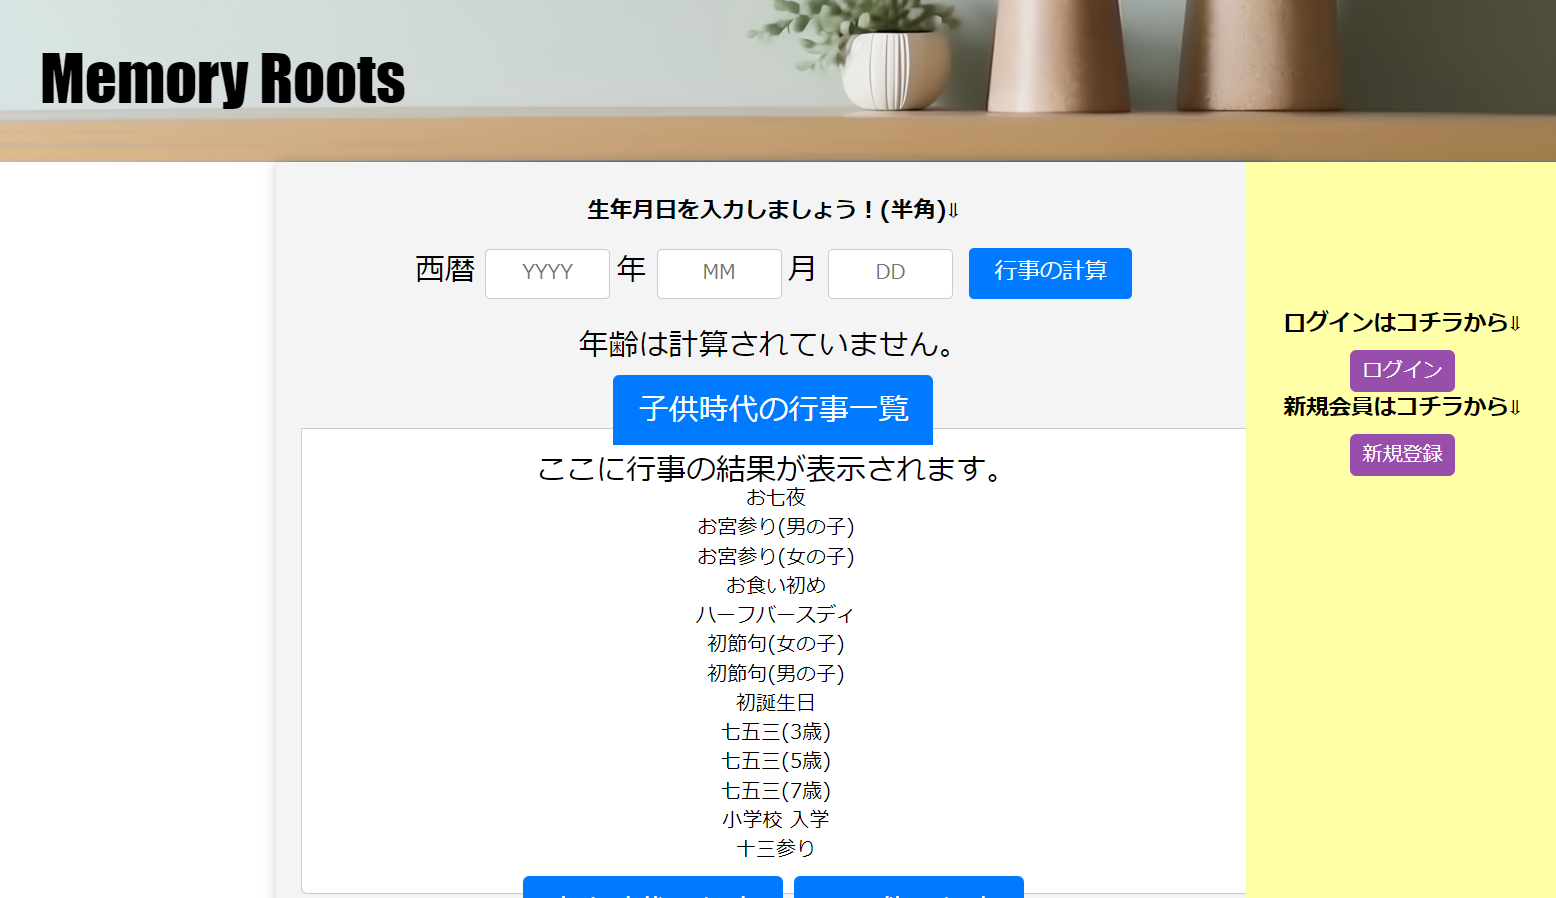 Memory Roots
生年月日を入力しましょう！(半角)⇓
西暦 YYYY 年 MM 月 DD 行事の計算
年齢は計算されていません。
子供時代の行事一覧
ここに行事の結果が表示されます。
お七夜
お宮参り(男の子)
お宮参り(女の子)
お食い初め
ハーフバースディ
初節句(女の子)
初節句(男の子)
初誕生日
七五三(3歳)
七五三(5歳)
七五三(7歳)
小学校 入学
十三参り
ログインはコチラから⇓
ログイン
新規会員はコチラから⇓
新規登録